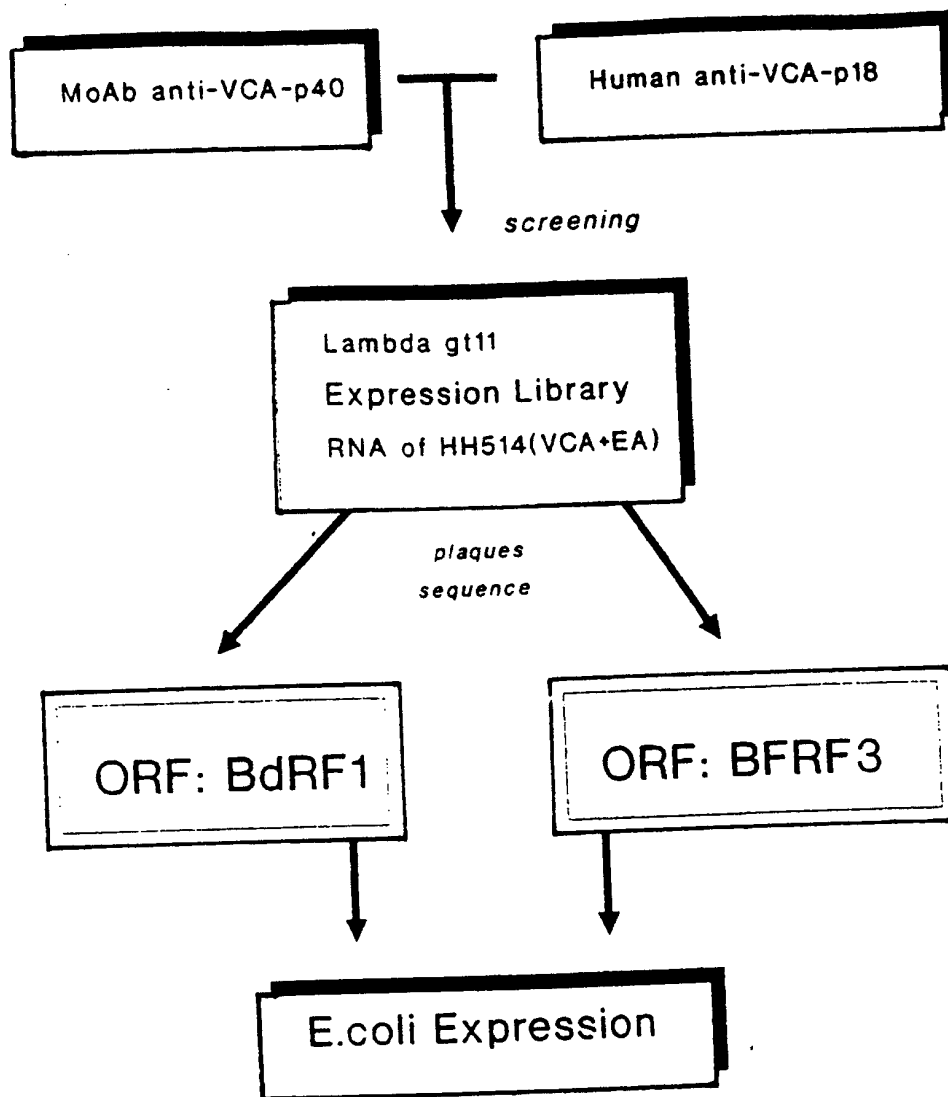 MoAb anti-VCA-p40
Human anti-VCA-p18
screening
Lambda gt11
Expression Library
RNA of HH514(VCA+EA)
plaques
sequence
ORF: BdRF1
ORF: BFRF3
E.coli Expression